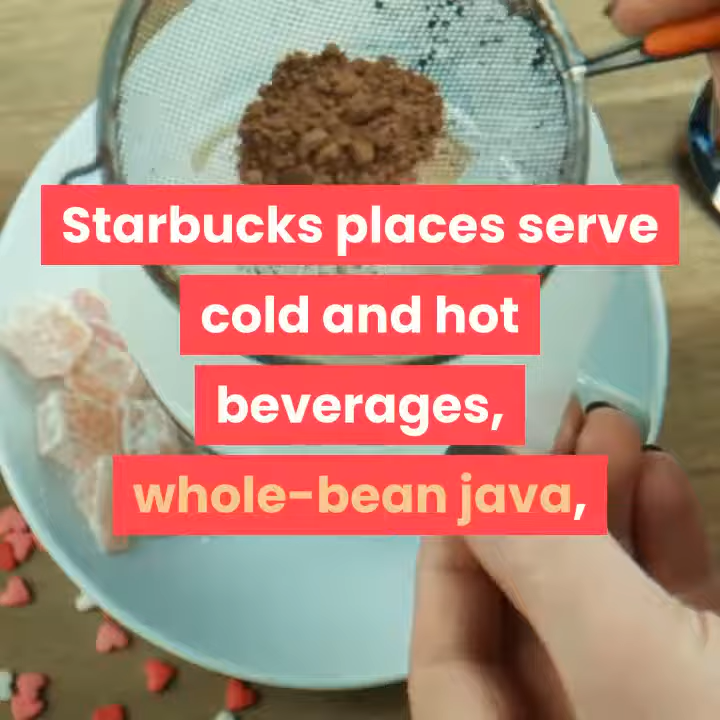 Starbucks places serve
cold and hot
beverages,
whole-bean java,